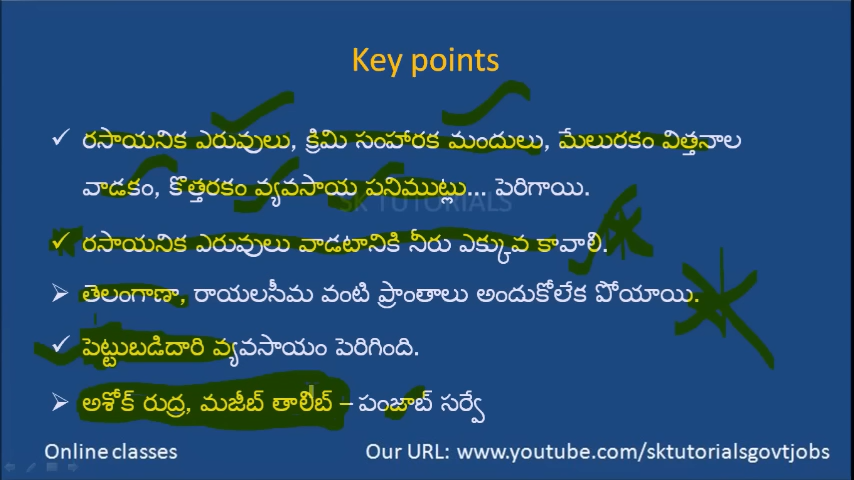 Key points
✓ రసాయనిక ఎరువులు, క్రిమి సంహారక మందులు, మేలురకం విత్తనాల
వాడకం, కొత్తరకం వ్యవసాయ పనిముట్లు... పెరిగాయి.
SK TUTORIALS
✓ రసాయనిక ఎరువులు వాడటానికి నీరు ఎక్కువ కావాలి.
➢ తెలంగాణా, రాయలసీమ వంటి ప్రాంతాలు అందుకోలేక పోయాయి.
✓ పెట్టుబడిదారి వ్యవసాయం పెరిగింది.
➢ అశోక్ రుద్ర, మజీబ్ తాలిబ్ – పంజాబ్ సర్వే
Online classes Our URL: www.youtube.com/sktutorialsgovtjobs